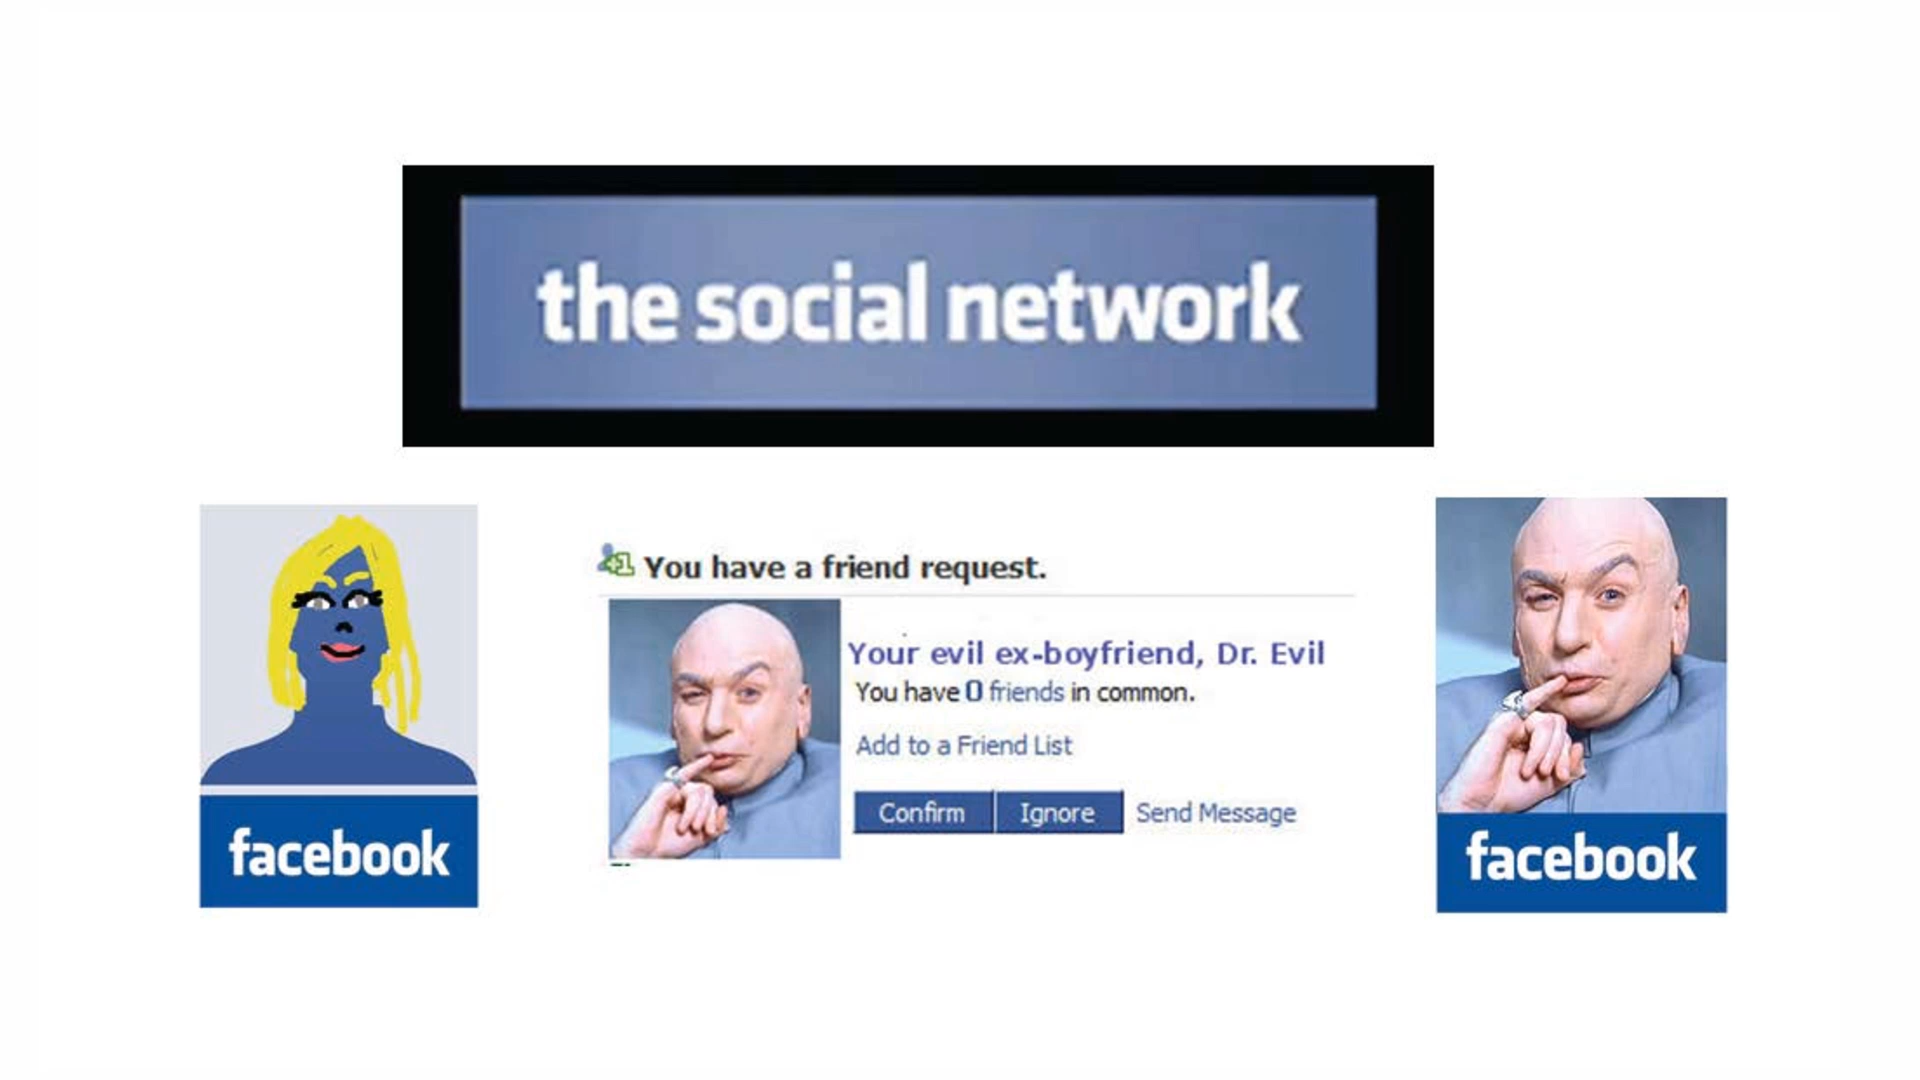 the social network
You have a friend request.
Your evil ex-boyfriend, Dr. Evil
You have 0 friends in common.
Add to a Friend List
Confirm Ignore Send Message
facebook
facebook